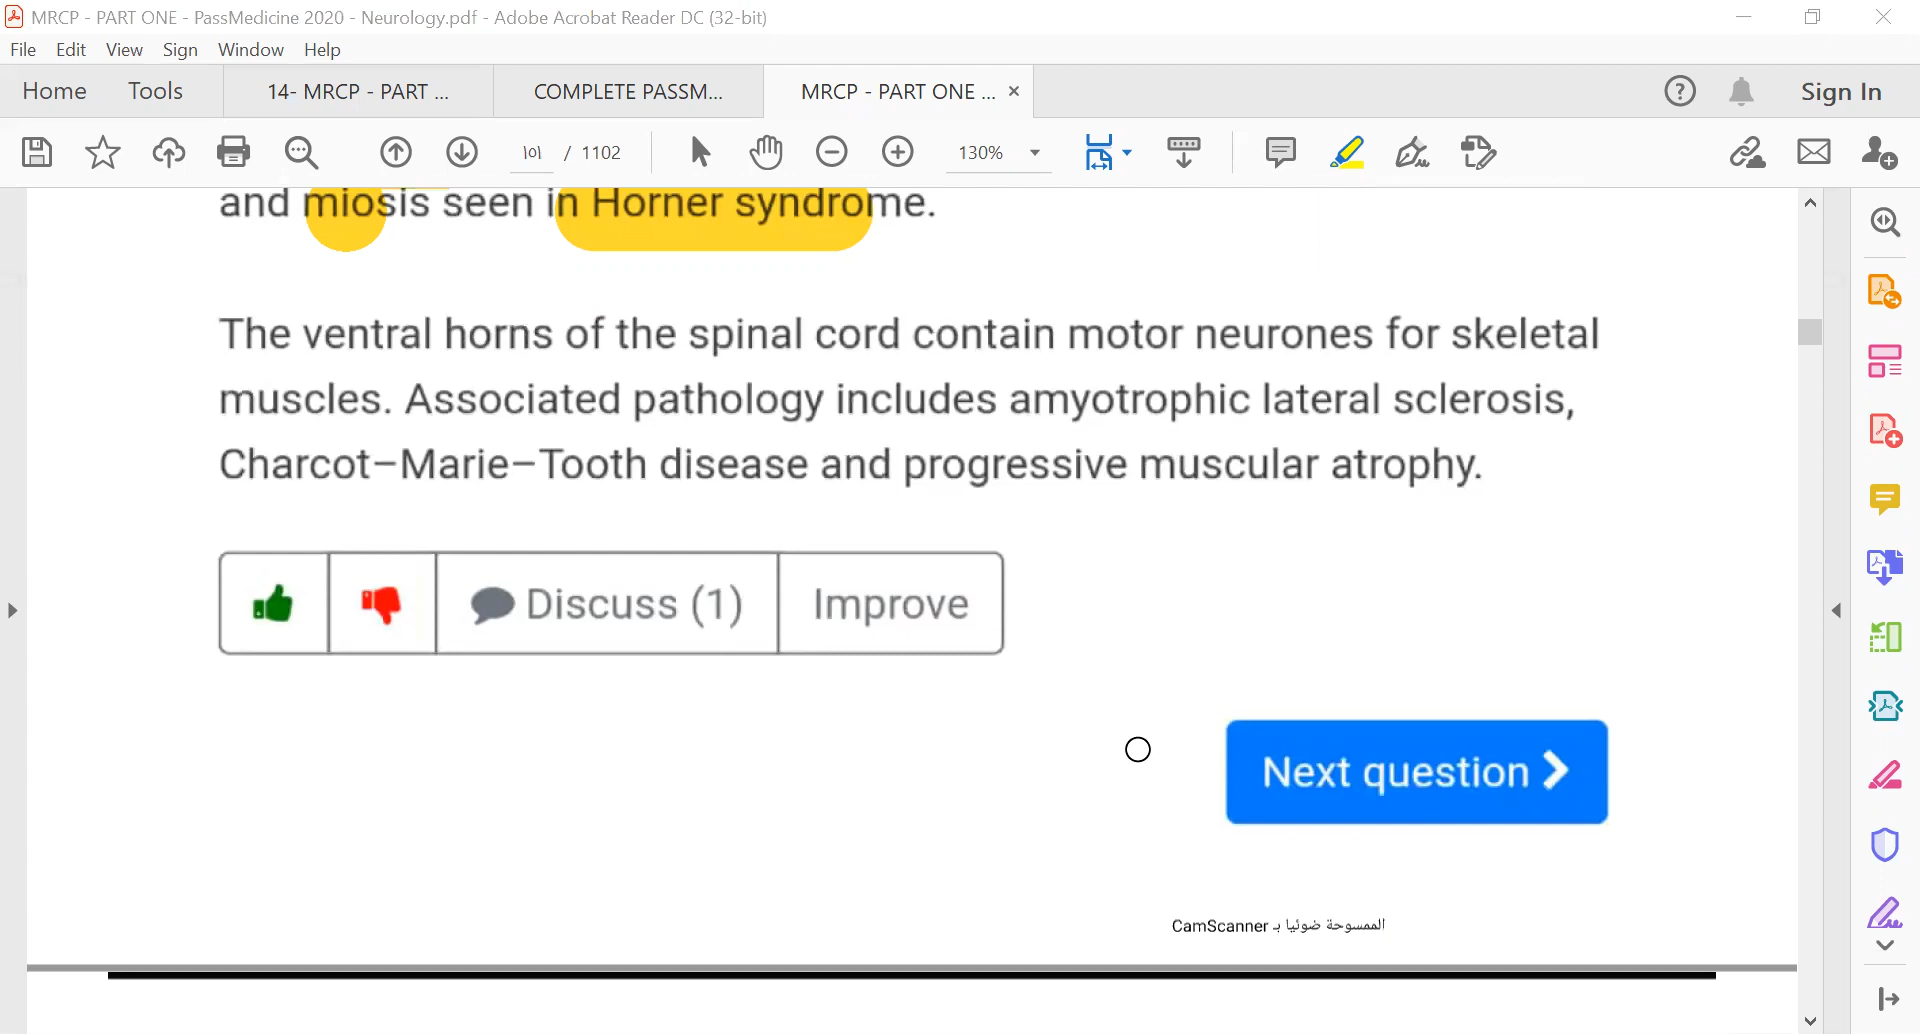 MRCP - PART ONE - PassMedicine 2020 - Neurology.pdf - Adobe Acrobat Reader DC (32-bit)
File Edit View Sign Window Help
Home Tools 14- MRCP - PART ... COMPLETE PASSM... MRCP - PART ONE ... × Sign In
١٥١ / 1102 130%
and miosis seen in Horner syndrome.
The ventral horns of the spinal cord contain motor neurones for skeletal
muscles. Associated pathology includes amyotrophic lateral sclerosis,
Charcot–Marie–Tooth disease and progressive muscular atrophy.
Discuss (1) Improve
Next question
الممسوحة ضوئيا بـ CamScanner